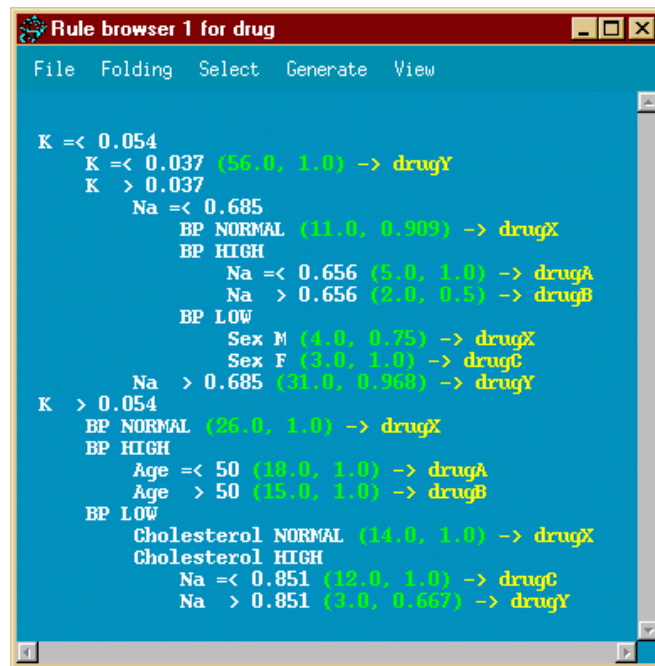 Rule browser 1 for drug
File Folding Select Generate View
K =< 0.054
K =< 0.037 (56.0, 1.0) -> drugY
K > 0.037
Na =< 0.685
BP NORMAL (11.0, 0.909) -> drugX
BP HIGH
Na =< 0.656 (5.0, 1.0) -> drugA
Na > 0.656 (2.0, 0.5) -> drugB
BP LOW
Sex M (4.0, 0.75) -> drugX
Sex F (3.0, 1.0) -> drugC
Na > 0.685 (31.0, 0.968) -> drugY
K > 0.054
BP NORMAL (26.0, 1.0) -> drugX
BP HIGH
Age =< 50 (18.0, 1.0) -> drugA
Age > 50 (15.0, 1.0) -> drugB
BP LOW
Cholesterol NORMAL (14.0, 1.0) -> drugX
Cholesterol HIGH
Na =< 0.851 (12.0, 1.0) -> drugC
Na > 0.851 (3.0, 0.667) -> drugY